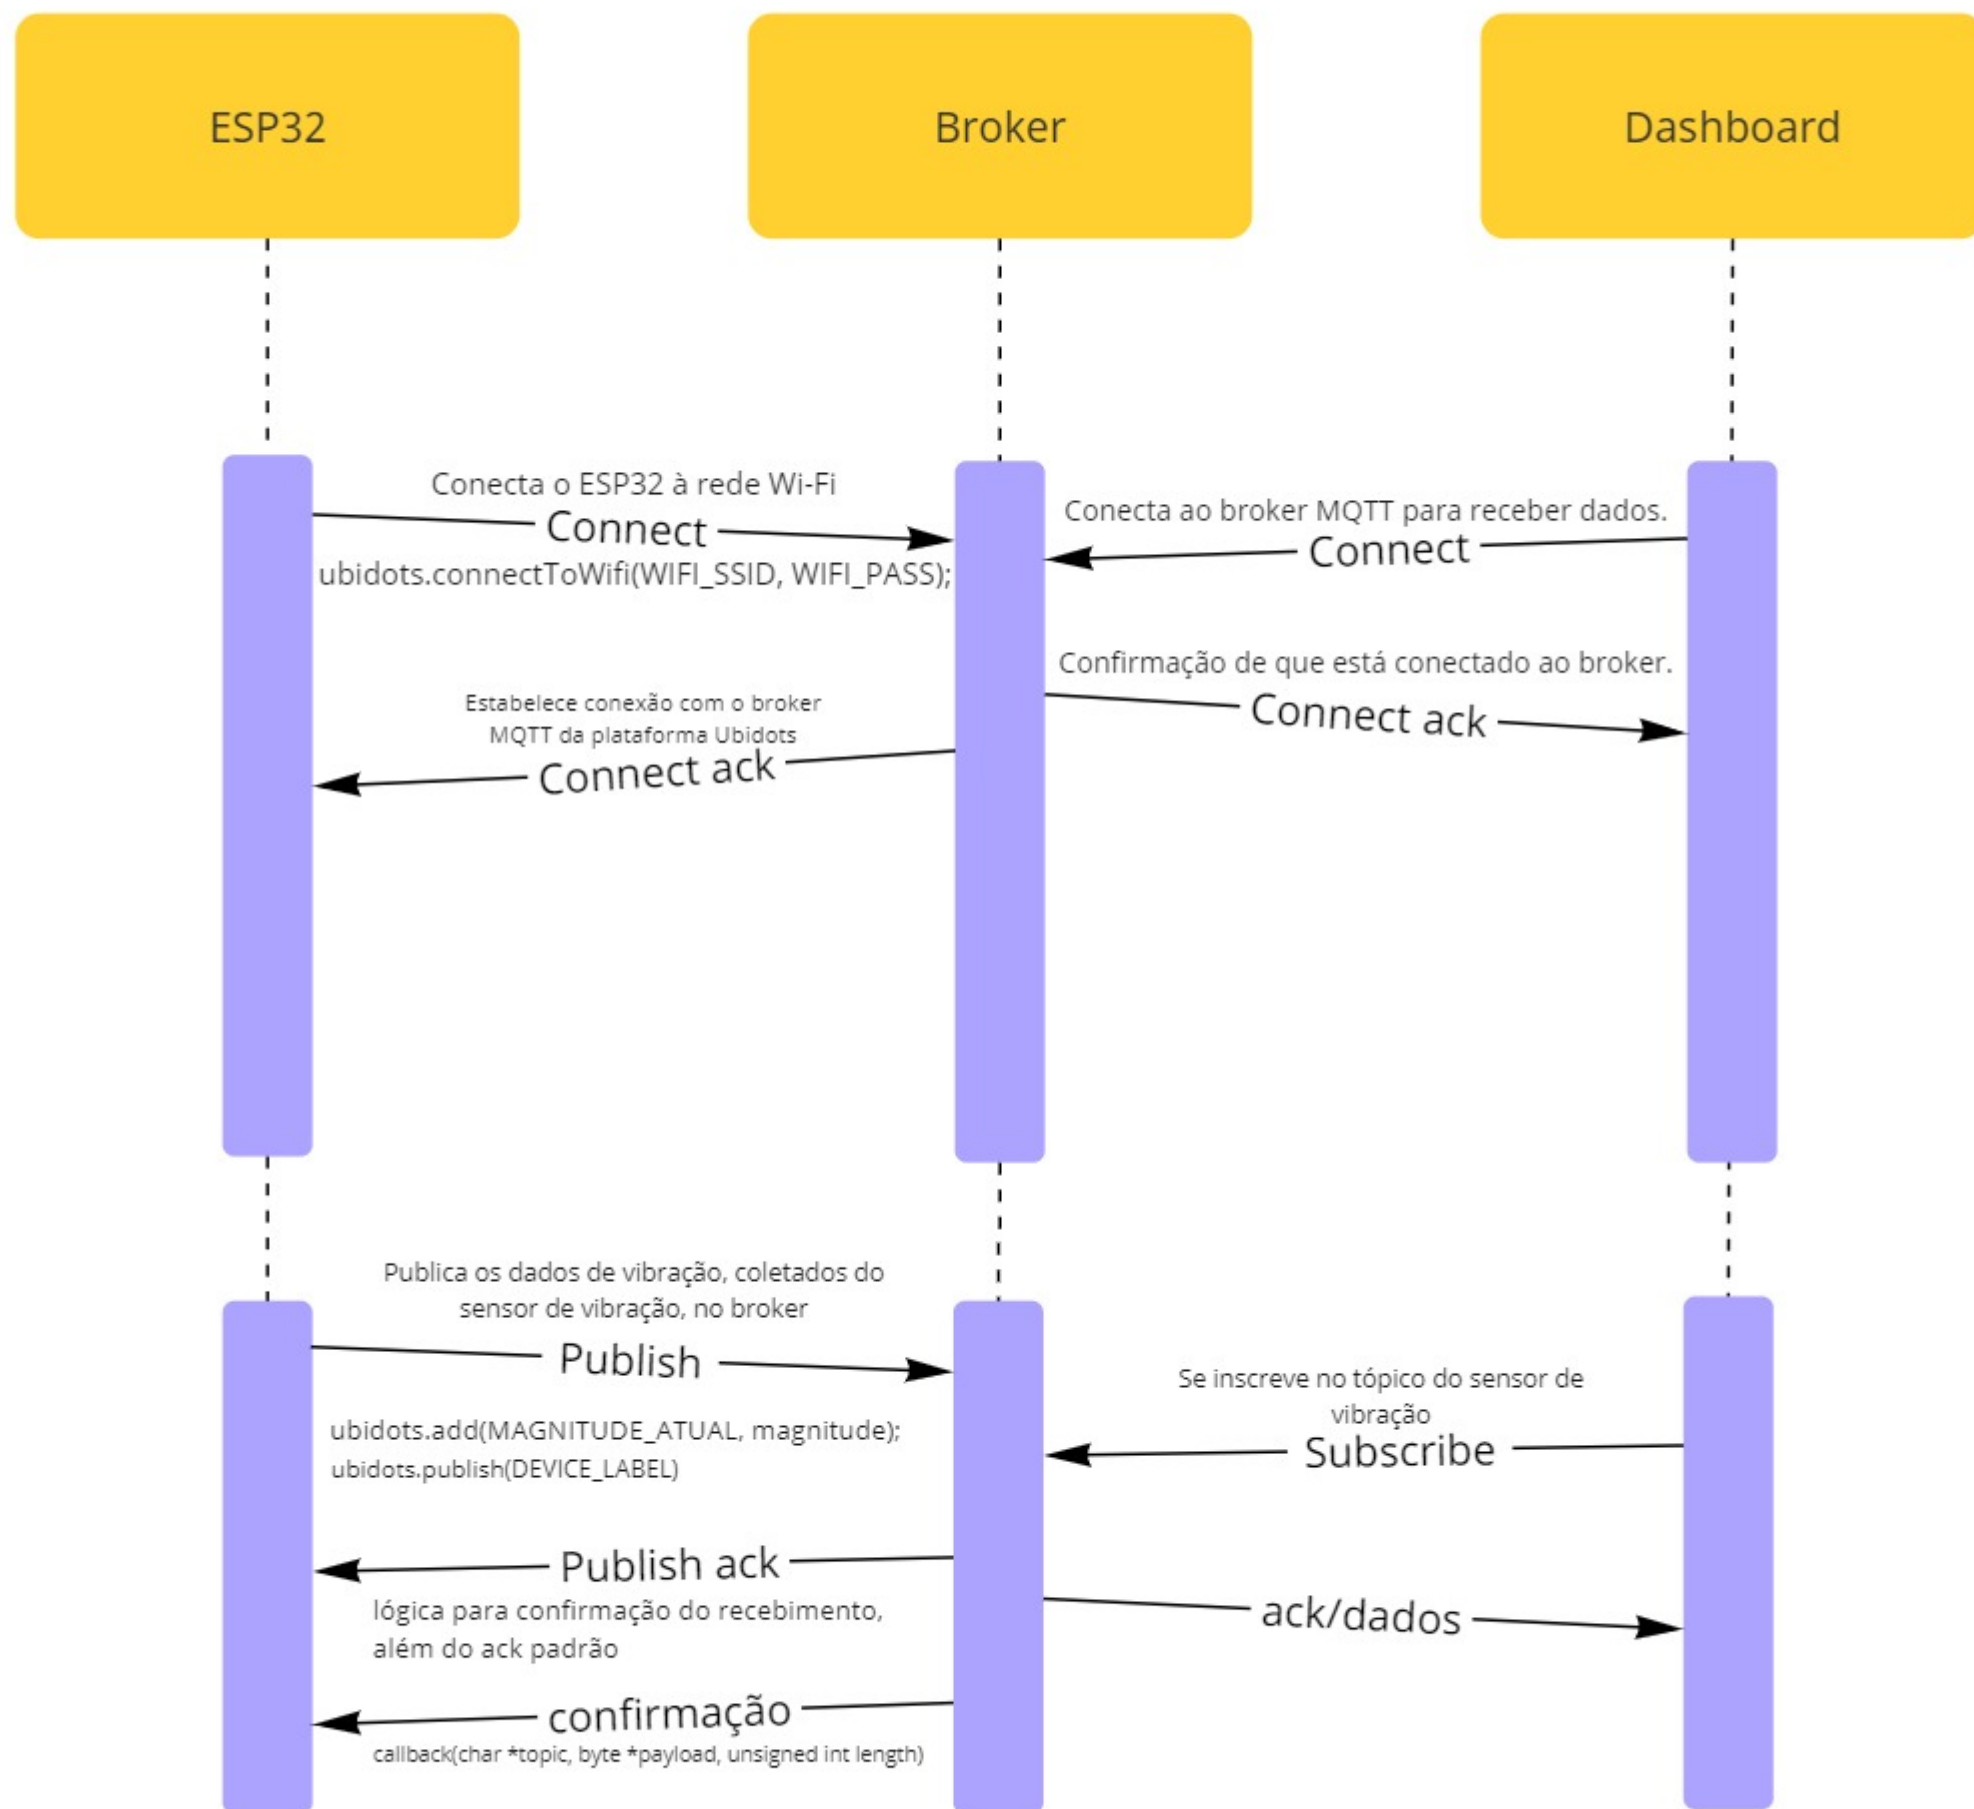 ESP32
Broker
Dashboard
Conecta o ESP32 à rede Wi-Fi
Connect
ubidots.connectToWifi(WIFI_SSID, WIFI_PASS);
Conecta ao broker MQTT para receber dados.
Connect
Confirmação de que está conectado ao broker.
Connect ack
Estabelece conexão com o broker
MQTT da plataforma Ubidots
Connect ack
Publica os dados de vibração, coletados do
sensor de vibração, no broker
Publish
ubidots.add(MAGNITUDE_ATUAL, magnitude);
ubidots.publish(DEVICE_LABEL)
Se inscreve no tópico do sensor de
vibração
Subscribe
Publish ack
lógica para confirmação do recebimento,
além do ack padrão
ack/dados
confirmação
callback(char *topic, byte *payload, unsigned int length)